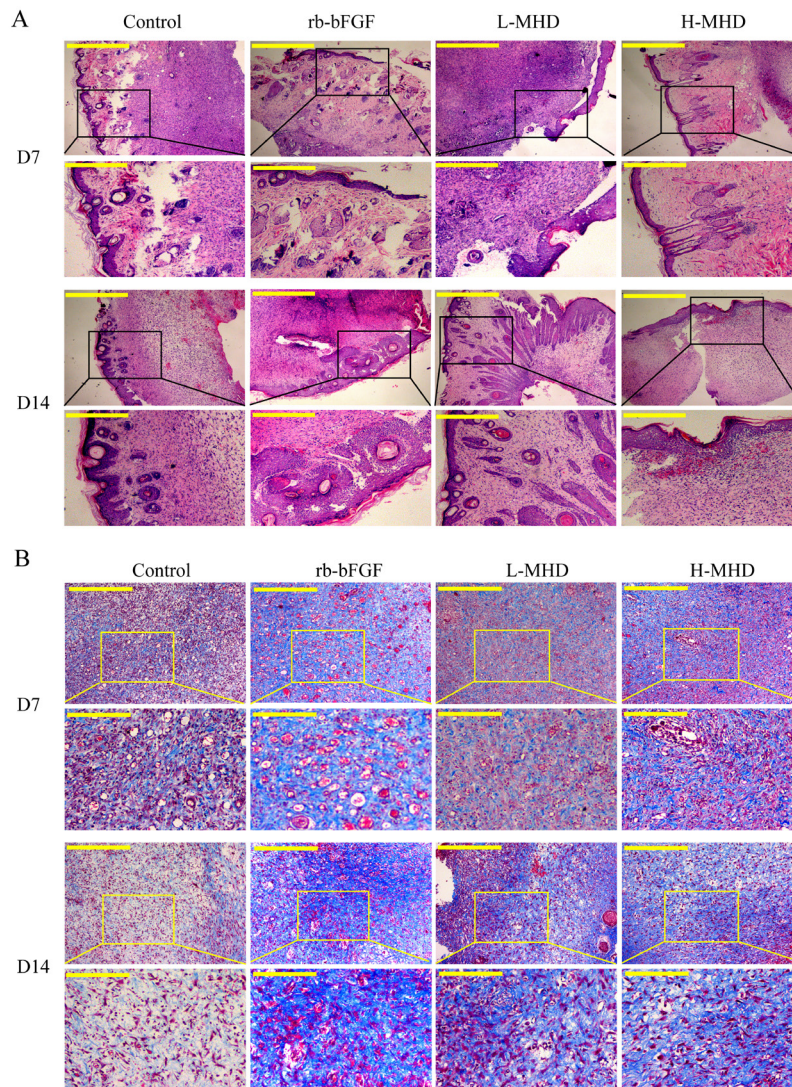 A
Control rb-bFGF L-MHD H-MHD
D7
D14
B
Control rb-bFGF L-MHD H-MHD
D7
D14